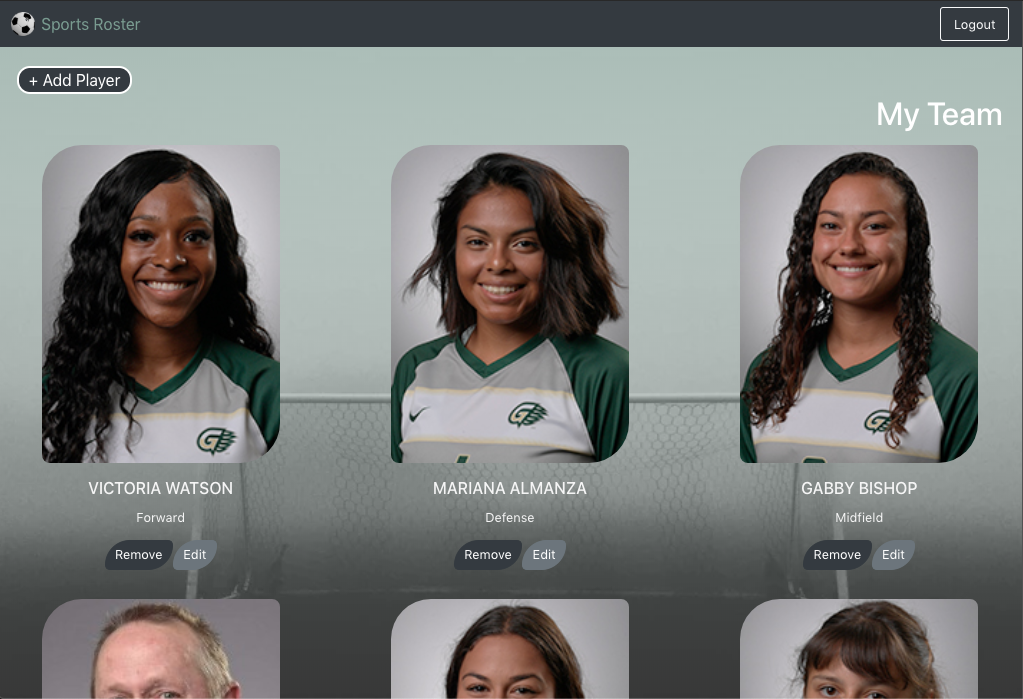 Sports Roster
Logout
+ Add Player
My Team
G
G
G
VICTORIA WATSON
MARIANA ALMANZA
GABBY BISHOP
Forward
Defense
Midfield
Remove Edit
Remove Edit
Remove Edit